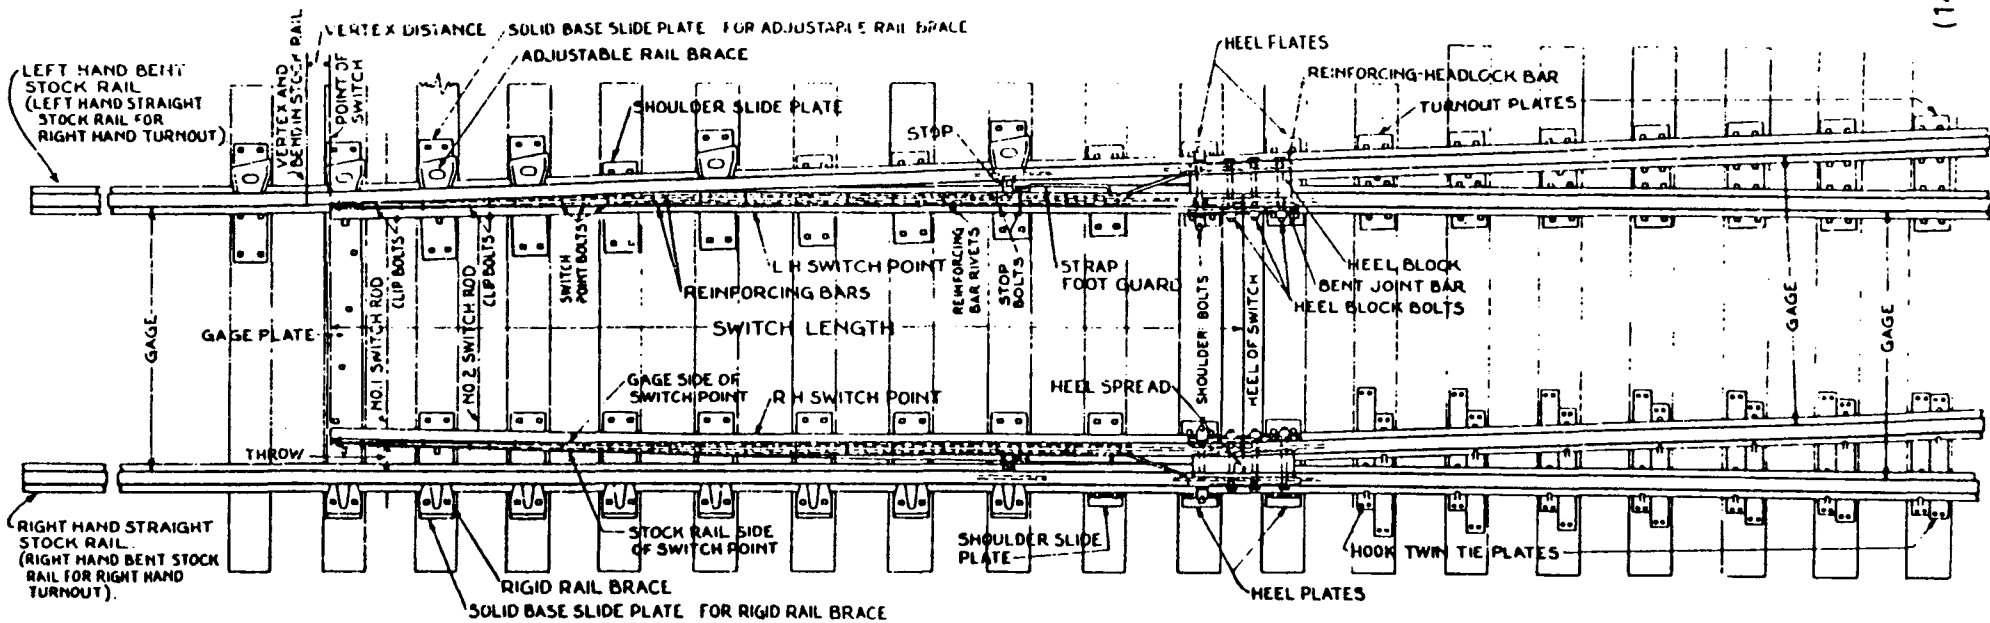 (14
VERTEX DISTANCE
SOLID BASE SLIDE PLATE FOR ADJUSTABLE RAIL BRACE
ADJUSTABLE RAIL BRACE
HEEL PLATES
LEFT HAND BENT
STOCK RAIL
(LEFT HAND STRAIGHT
STOCK RAIL FOR
RIGHT HAND TURNOUT)
VERTEX AND
BEND IN STOCK RAIL
POINT OF
SWITCH
SHOULDER SLIDE PLATE
STOP
REINFORCING-HEADLOCK BAR
TURNOUT PLATES
GAGE
GAGE PLATE
NO.1 SWITCH ROD
CLIP BOLTS
NO.2 SWITCH ROD
CLIP BOLTS
SWITCH
POINT BOLTS
L H SWITCH POINT
REINFORCING BARS
REINFORCING
BAR RIVETS
STOP
BOLTS
STRAP
FOOT GUARD
SHOULDER BOLTS
HEEL OF SWITCH
HEEL BLOCK
BENT JOINT BAR
HEEL BLOCK BOLTS
GAGE
GAGE
SWITCH LENGTH
GAGE SIDE OF
SWITCH POINT
R H SWITCH POINT
HEEL SPREAD
THROW
RIGHT HAND STRAIGHT
STOCK RAIL.
(RIGHT HAND BENT STOCK
RAIL FOR RIGHT HAND
TURNOUT).
STOCK RAIL SIDE
OF SWITCH POINT
SHOULDER SLIDE
PLATE
HOOK TWIN TIE PLATES
RIGID RAIL BRACE
SOLID BASE SLIDE PLATE FOR RIGID RAIL BRACE
HEEL PLATES